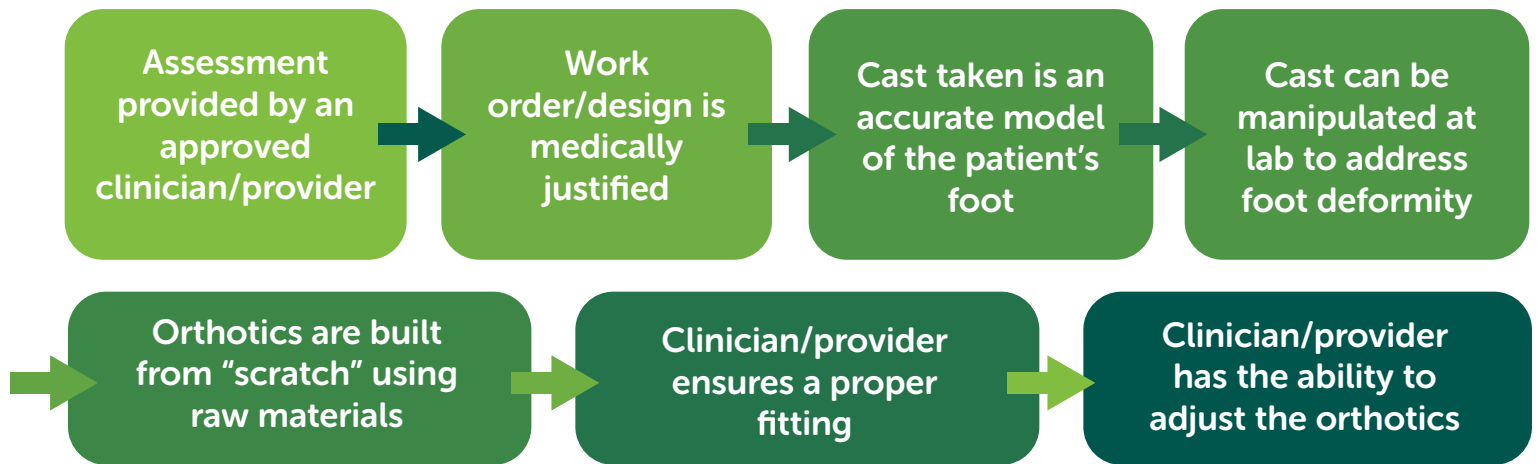 Assessment
provided by an
approved
clinician/provider
Work
order/design is
medically
justified
Cast taken is an
accurate model
of the patient’s
foot
Cast can be
manipulated at
lab to address
foot deformity
Orthotics are built
from “scratch” using
raw materials
Clinician/provider
ensures a proper
fitting
Clinician/provider
has the ability to
adjust the orthotics